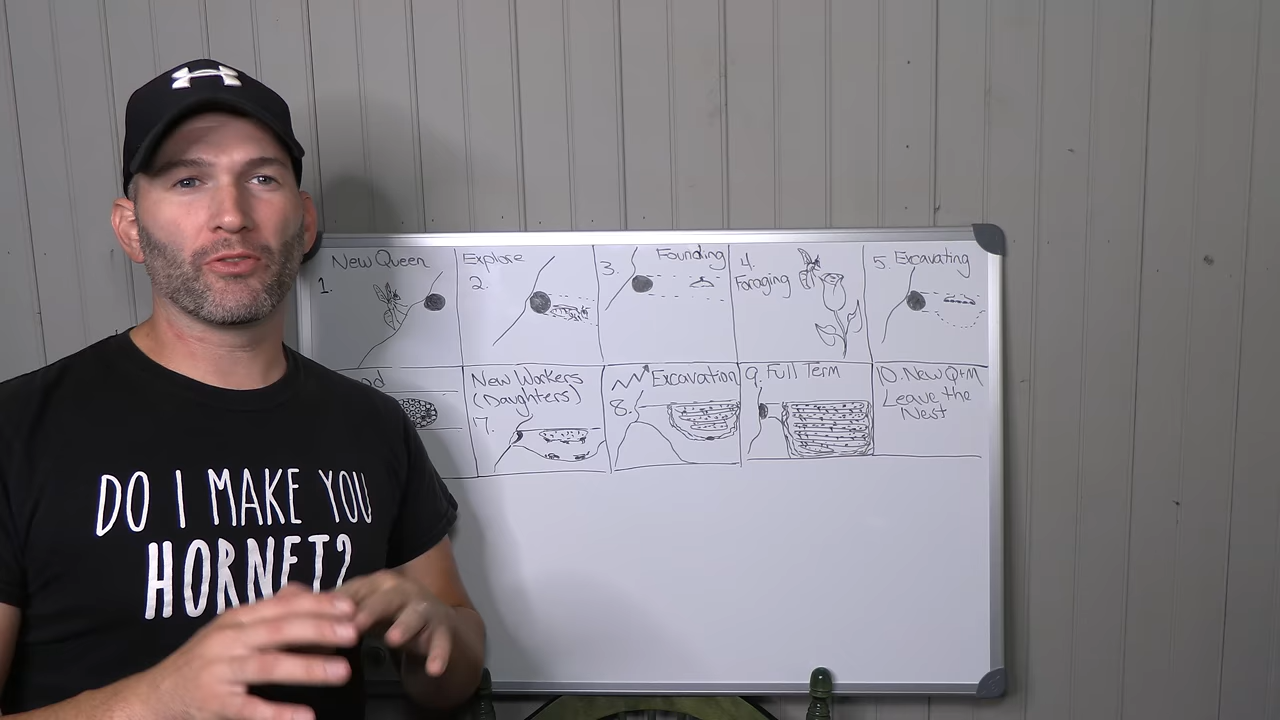 New Queen
1.
Explore
2.
3. Founding
4.
Foraging
5. Excavating
New Workers
(Daughters)
7.
Excavation
8.
9. Full Term
10. New Q+M
Leave the
Nest
DO I MAKE YOU
HORNET?